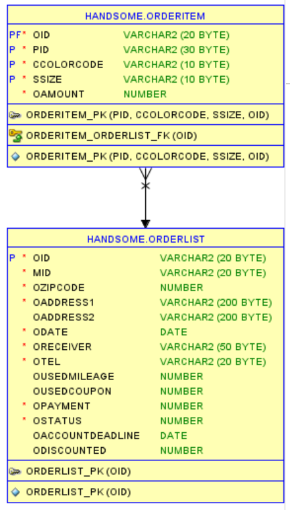 HANDSOME.ORDERITEM
PF* OID VARCHAR2 (20 BYTE)
P * PID VARCHAR2 (30 BYTE)
P * CCOLORCODE VARCHAR2 (10 BYTE)
P * SSIZE VARCHAR2 (10 BYTE)
* OAMOUNT NUMBER
ORDERITEM_PK (PID, CCOLORCODE, SSIZE, OID)
ORDERITEM_ORDERLIST_FK (OID)
ORDERITEM_PK (PID, CCOLORCODE, SSIZE, OID)
HANDSOME.ORDERLIST
P * OID VARCHAR2 (20 BYTE)
* MID VARCHAR2 (20 BYTE)
* OZIPCODE NUMBER
* OADDRESS1 VARCHAR2 (200 BYTE)
OADDRESS2 VARCHAR2 (200 BYTE)
* ODATE DATE
* ORECEIVER VARCHAR2 (50 BYTE)
* OTEL VARCHAR2 (20 BYTE)
OUSEDMILEAGE NUMBER
OUSEDCOUPON NUMBER
* OPAYMENT NUMBER
* OSTATUS NUMBER
OACCOUNTDEADLINE DATE
ODISCOUNTED NUMBER
ORDERLIST_PK (OID)
ORDERLIST_PK (OID)